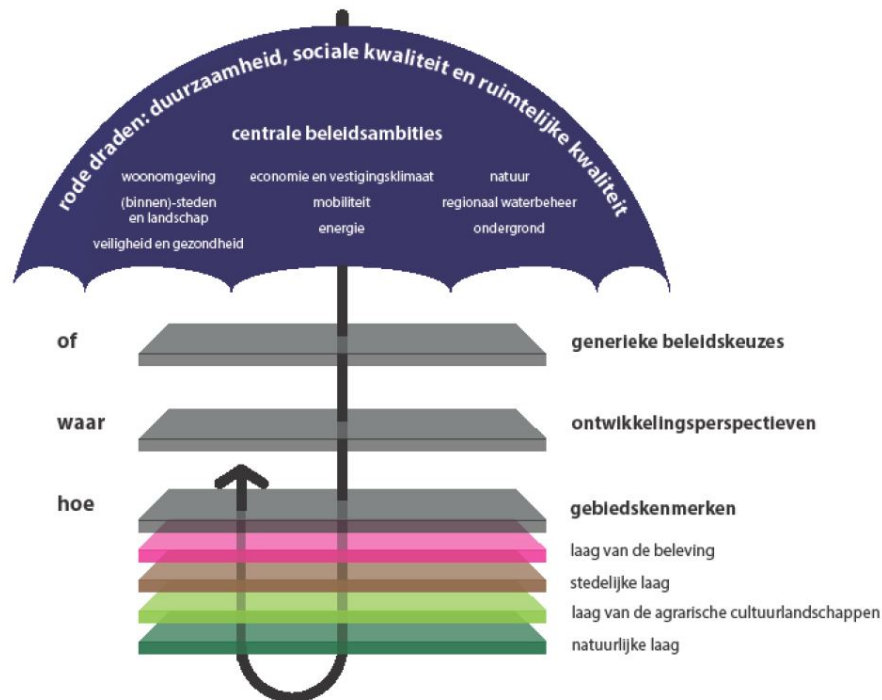 rode draden: duurzaamheid, sociale kwaliteit en ruimtelijke kwaliteit
centrale beleidsambities
woonomgeving
(binnen)-steden
en landschap
veiligheid en gezondheid
economie en vestigingsklimaat
mobiliteit
energie
natuur
regionaal waterbeheer
ondergrond
of
generieke beleidskeuzes
waar
ontwikkelingsperspectieven
hoe
gebiedskenmerken
laag van de beleving
stedelijke laag
laag van de agrarische cultuurlandschappen
natuurlijke laag